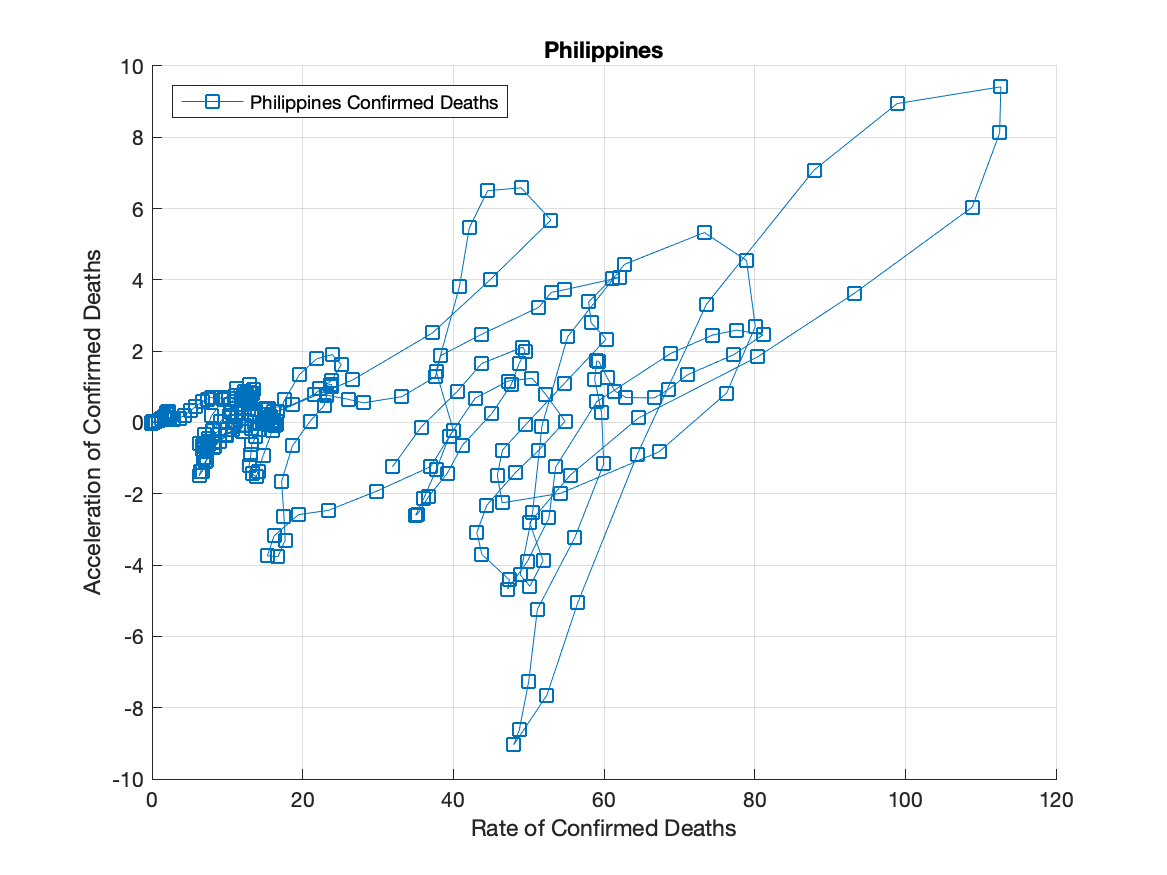 Philippines
Philippines Confirmed Deaths
10
8
6
4
2
0
-2
-4
-6
-8
-10
Acceleration of Confirmed Deaths
0 20 40 60 80 100 120
Rate of Confirmed Deaths